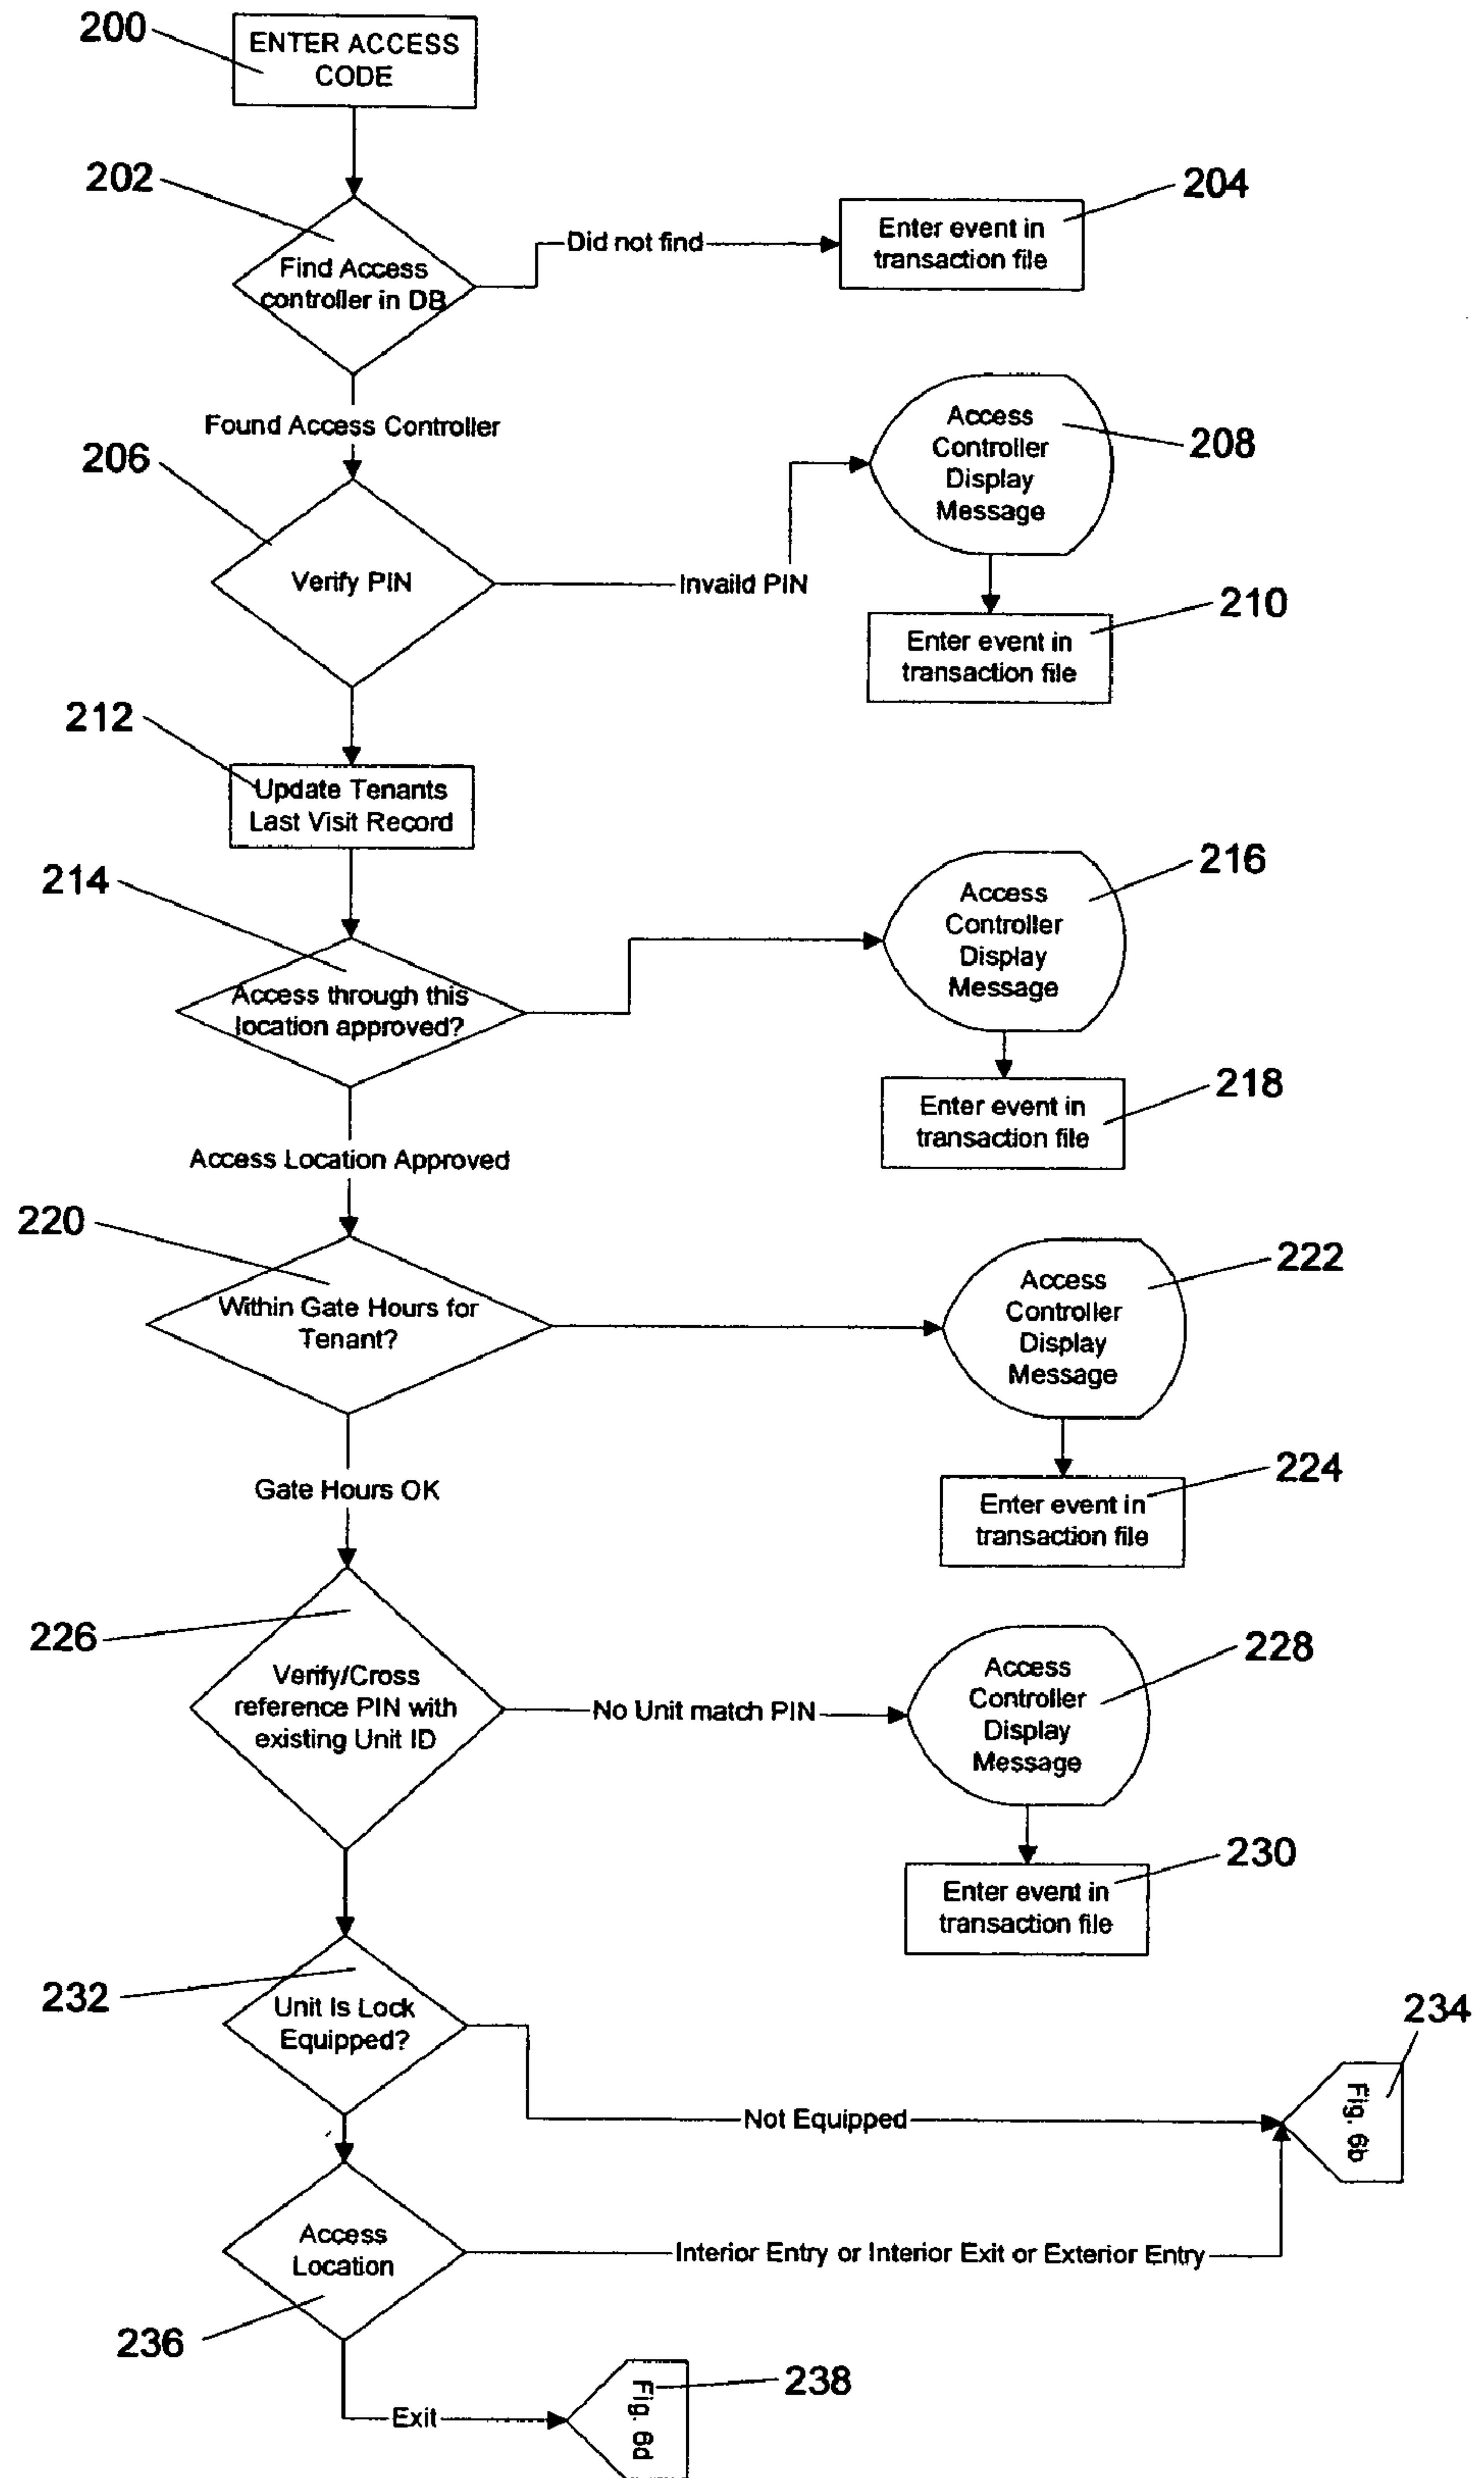 200
ENTER ACCESS
CODE
202
Find Access
controller in DB
Did not find
204
Enter event in
transaction file
Found Access Controller
206
Verify PIN
Invaild PIN
208
Access
Controller
Display
Message
210
Enter event in
transaction file
212
Update Tenants
Last Visit Record
214
Access through this
location approved?
216
Access
Controller
Display
Message
218
Enter event in
transaction file
Access Location Approved
220
Within Gate Hours for
Tenant?
222
Access
Controller
Display
Message
224
Enter event in
transaction file
Gate Hours OK
226
Verify/Cross
reference PIN with
existing Unit ID
No Unit match PIN
228
Access
Controller
Display
Message
230
Enter event in
transaction file
232
Unit Is Lock
Equipped?
Not Equipped
234
Fig. 6b
236
Access
Location
Interior Entry or Interior Exit or Exterior Entry
Exit
238
Fig. 6d